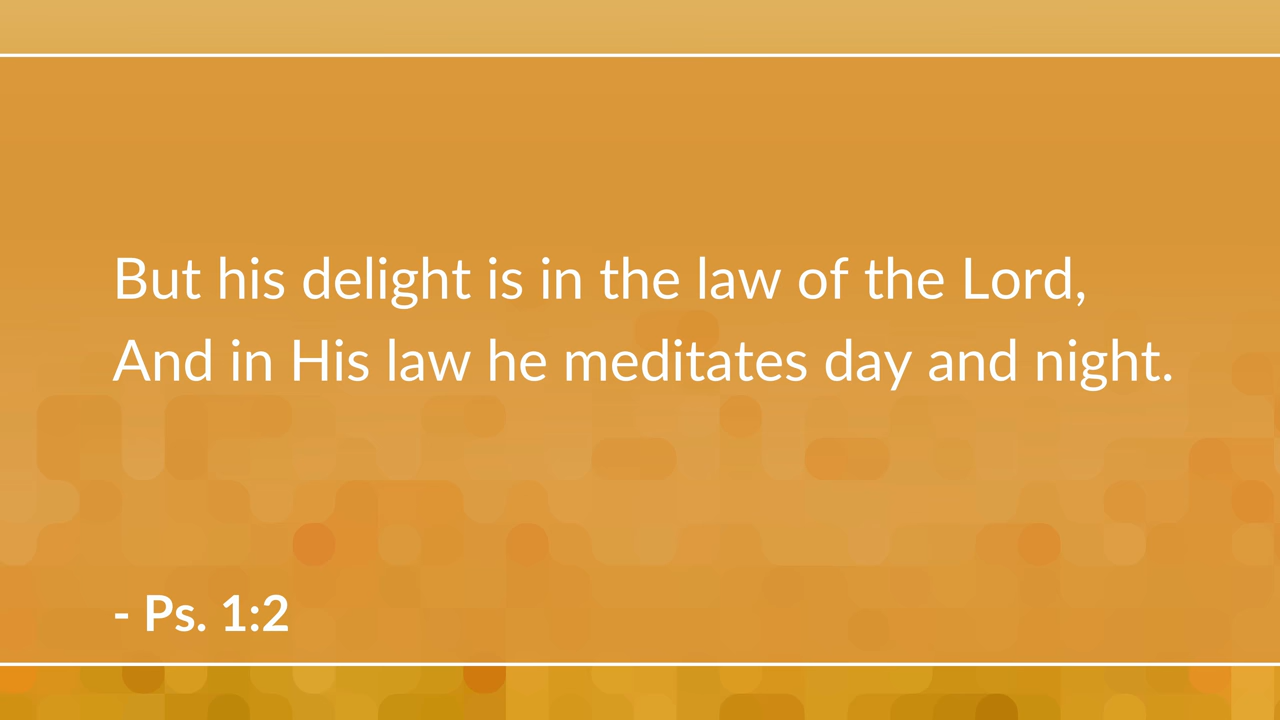 But his delight is in the law of the Lord,
And in His law he meditates day and night.
- Ps. 1:2